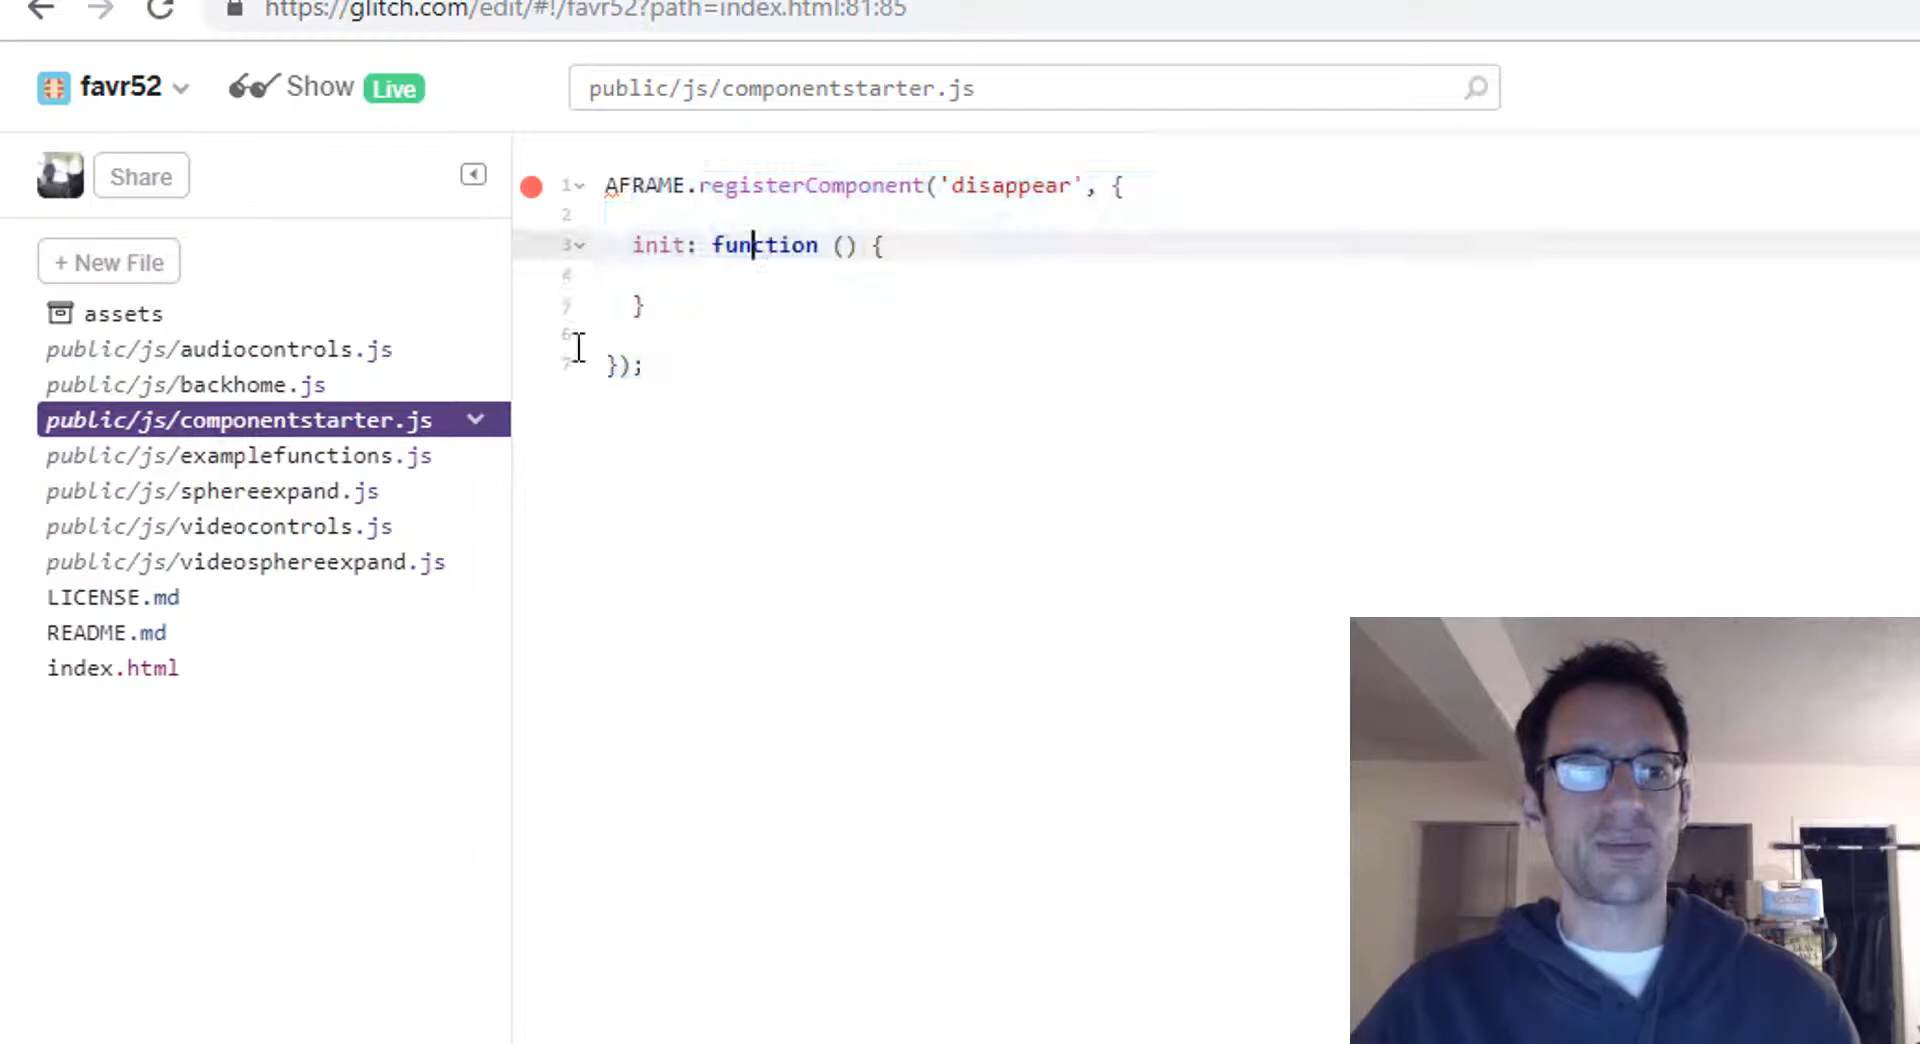 https://glitch.com/edit/#!/favr52?path=index.html:81:85
favr52 Show Live
public/js/componentstarter.js
Share
+ New File
assets
public/js/audiocontrols.js
public/js/backhome.js
public/js/componentstarter.js
public/js/examplefunctions.js
public/js/sphereexpand.js
public/js/videocontrols.js
public/js/videosphereexpand.js
LICENSE.md
README.md
index.html
1 AFRAME.registerComponent('disappear', {
2
3 init: function () {
}
6
7 });